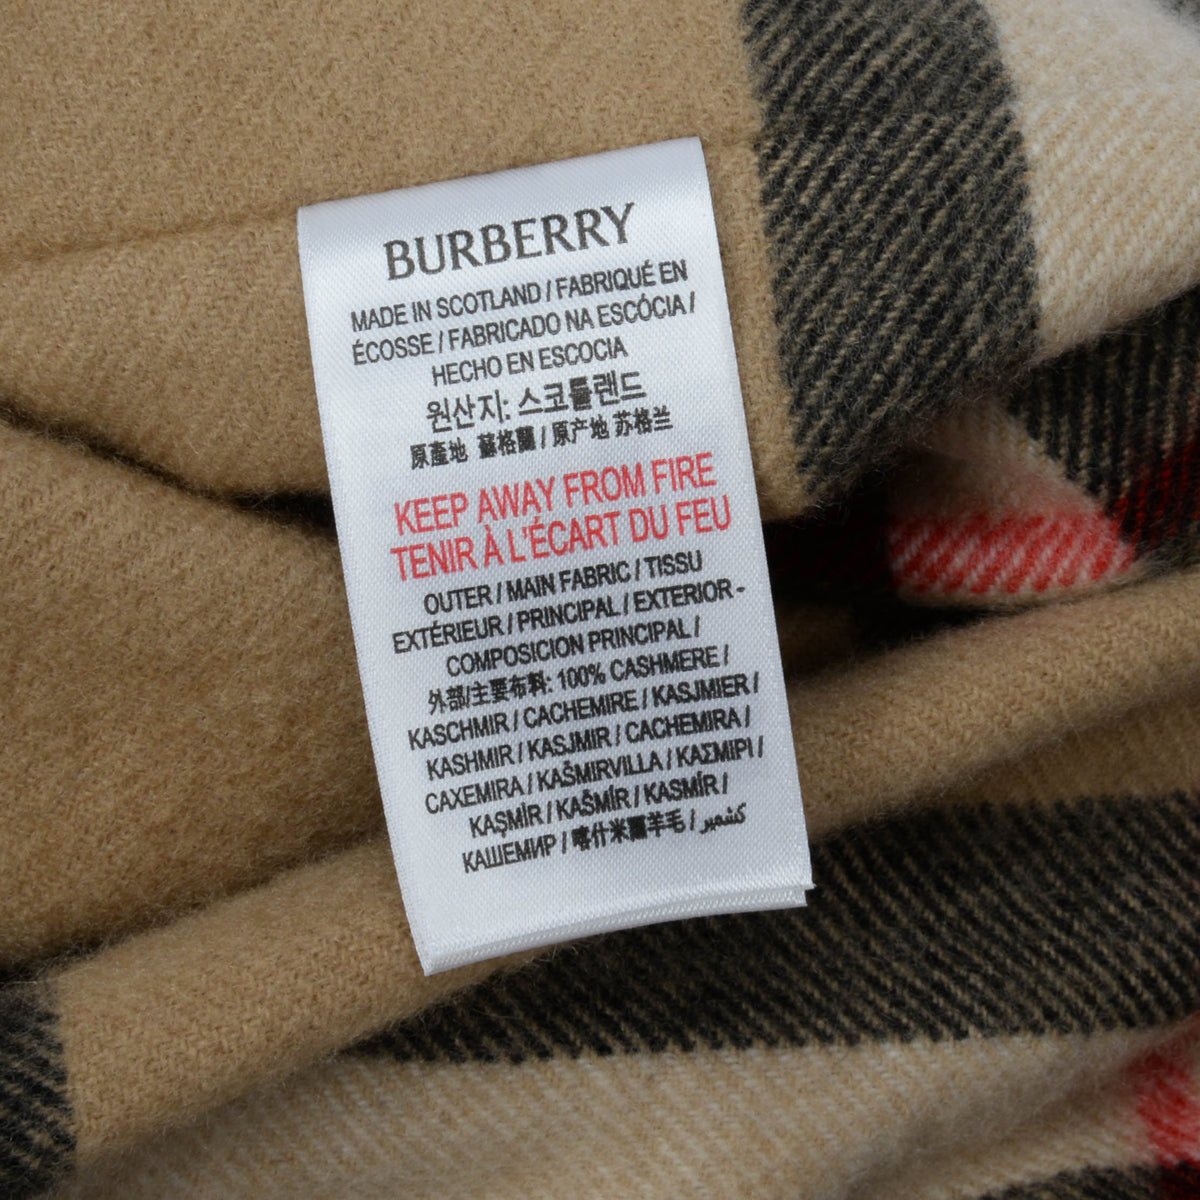 BURBERRY
MADE IN SCOTLAND / FABRIQUÉ EN
ÉCOSSE / FABRICADO NA ESCÓCIA /
HECHO EN ESCOCIA
원산지: 스코틀랜드
原產地 蘇格蘭 / 原产地 苏格兰
KEEP AWAY FROM FIRE
TENIR À L'ÉCART DU FEU
OUTER / MAIN FABRIC / TISSU
EXTÉRIEUR / PRINCIPAL / EXTERIOR -
COMPOSICION PRINCIPAL /
外部/主要布料: 100% CASHMERE /
KASCHMIR / CACHEMIRE / KASJMIER /
KASHMIR / KASJMIR / CACHEMIRA /
CAXEMIRA / KAŠMIRVILLA / ΚΑΣΜΙΡΙ /
KAŞMİR / KAŠMÍR / KASMÍR /
КАШЕМИР / 喀什米爾羊毛 / كشمير